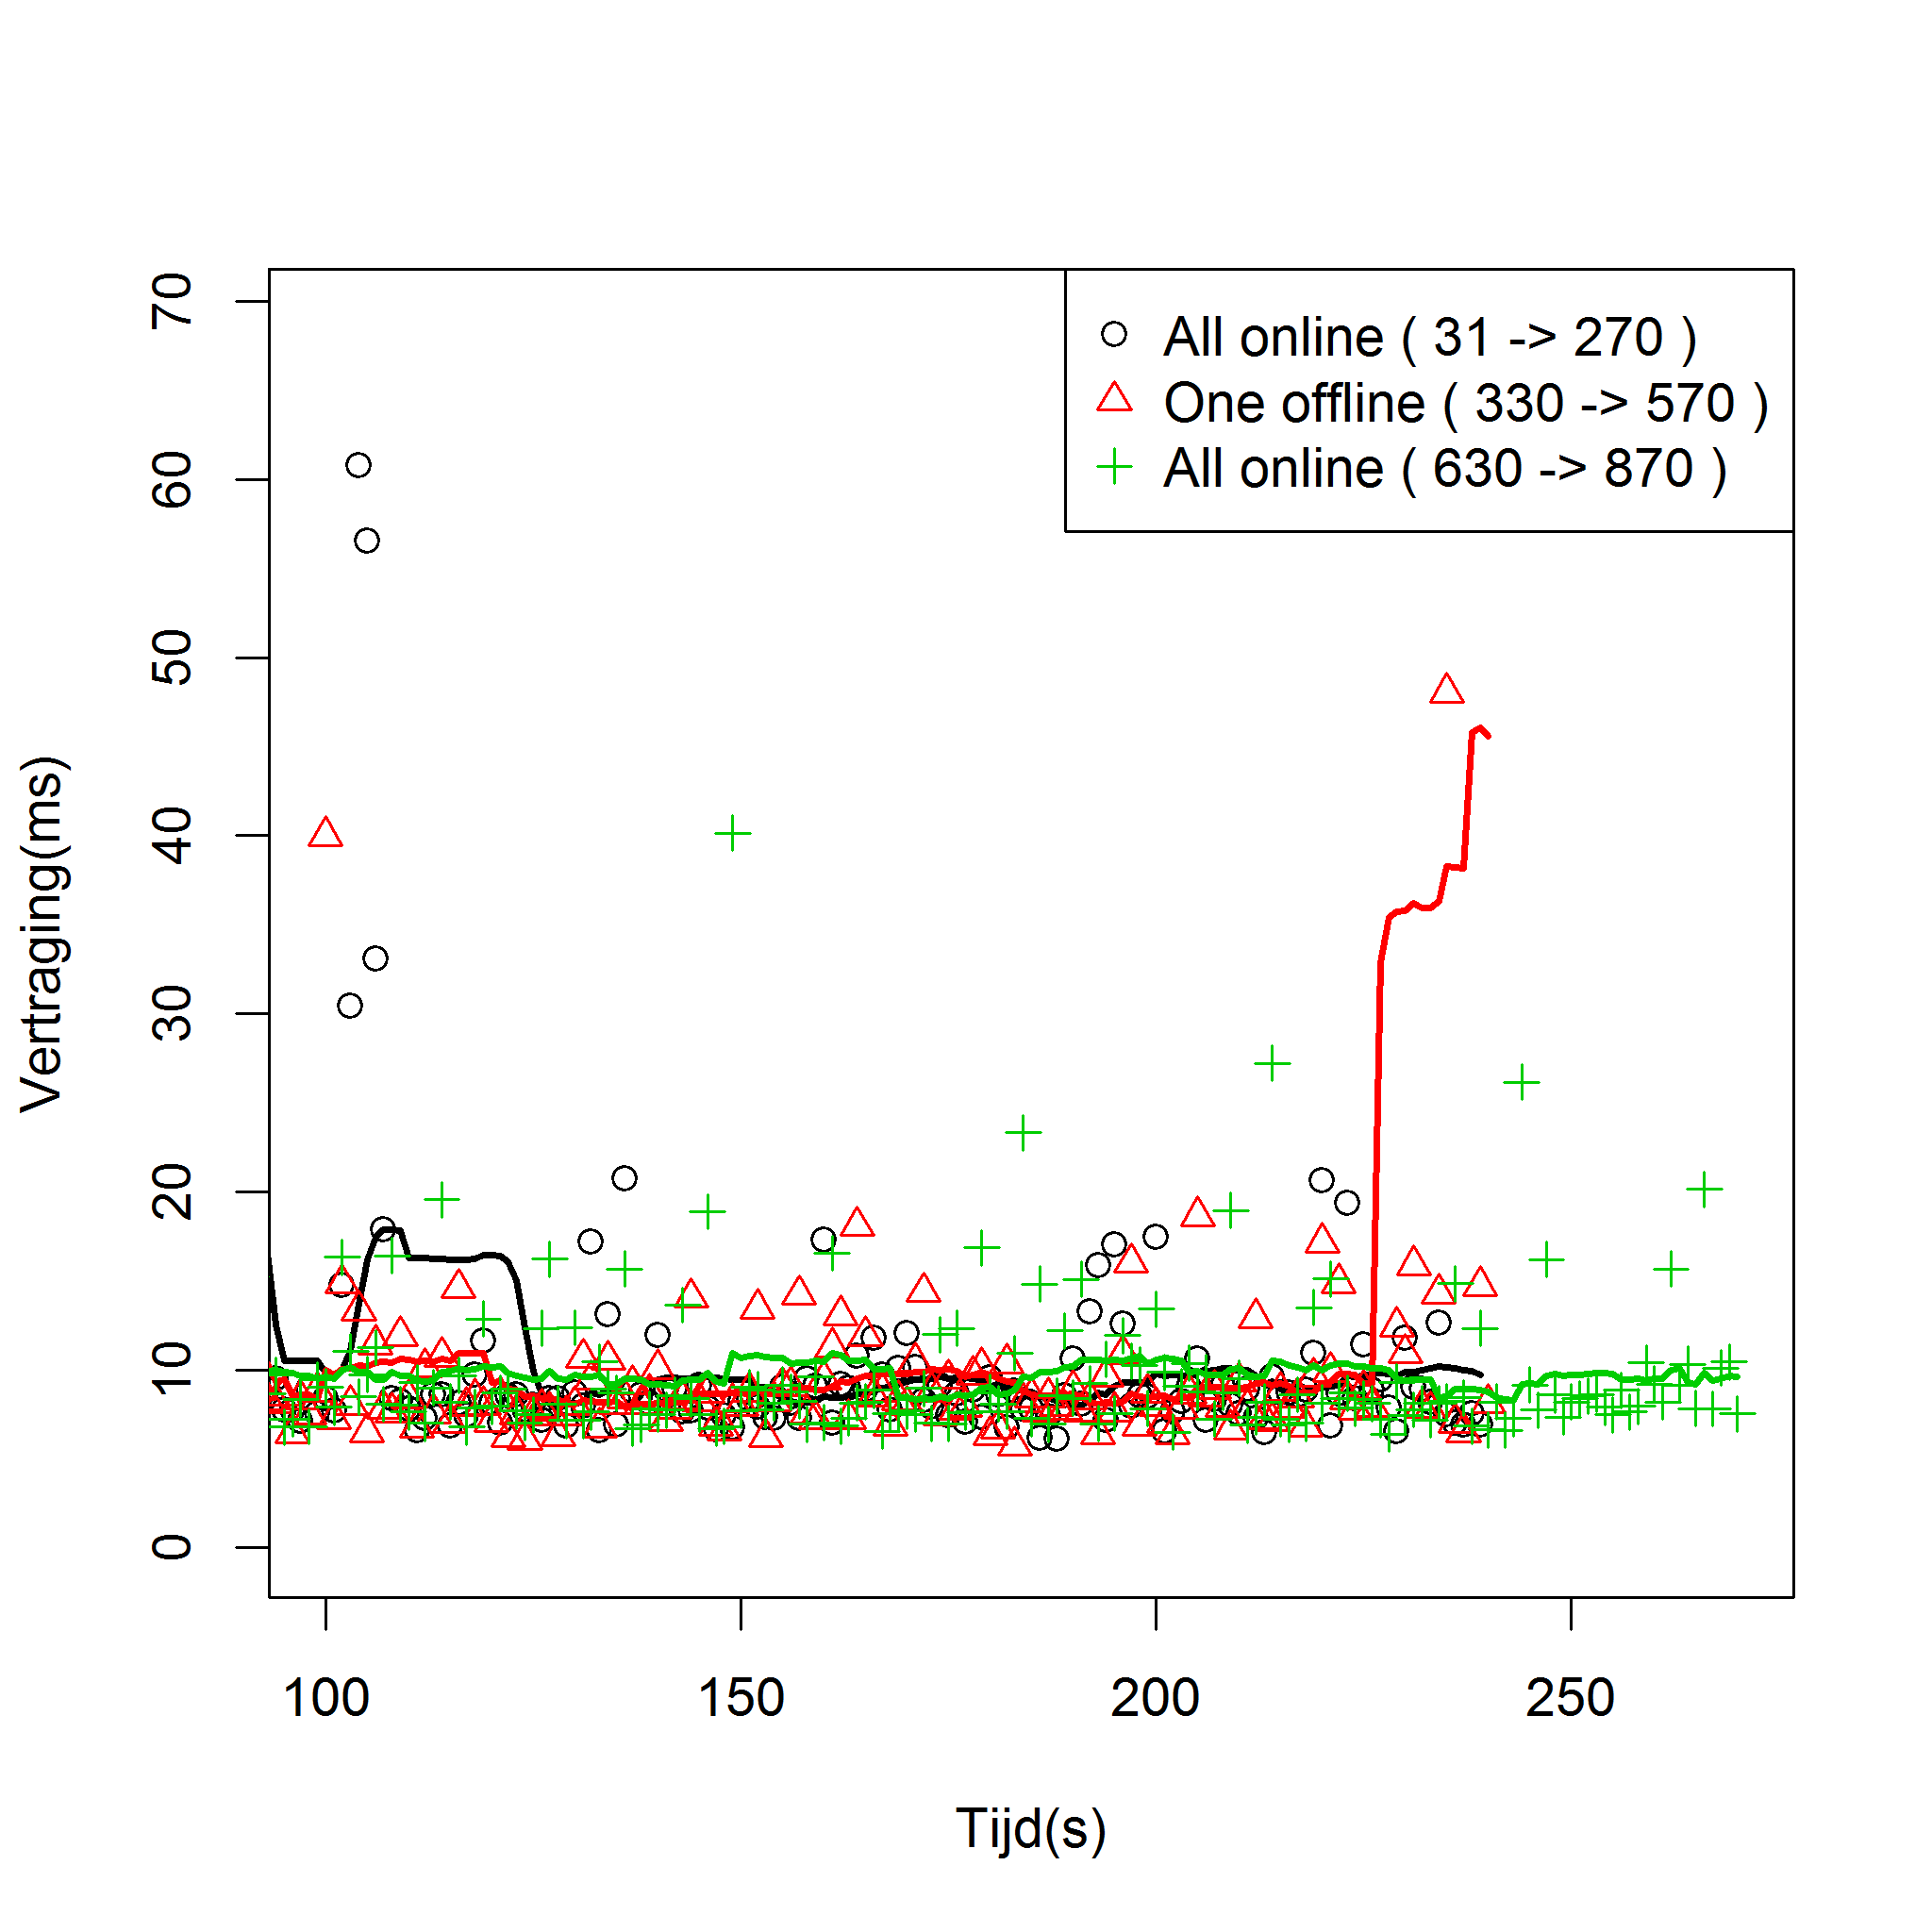 All online ( 31 -> 270 )
One offline ( 330 -> 570 )
All online ( 630 -> 870 )
Vertraging(ms)
70
60
50
40
30
20
10
0
100 150 200 250
Tijd(s)